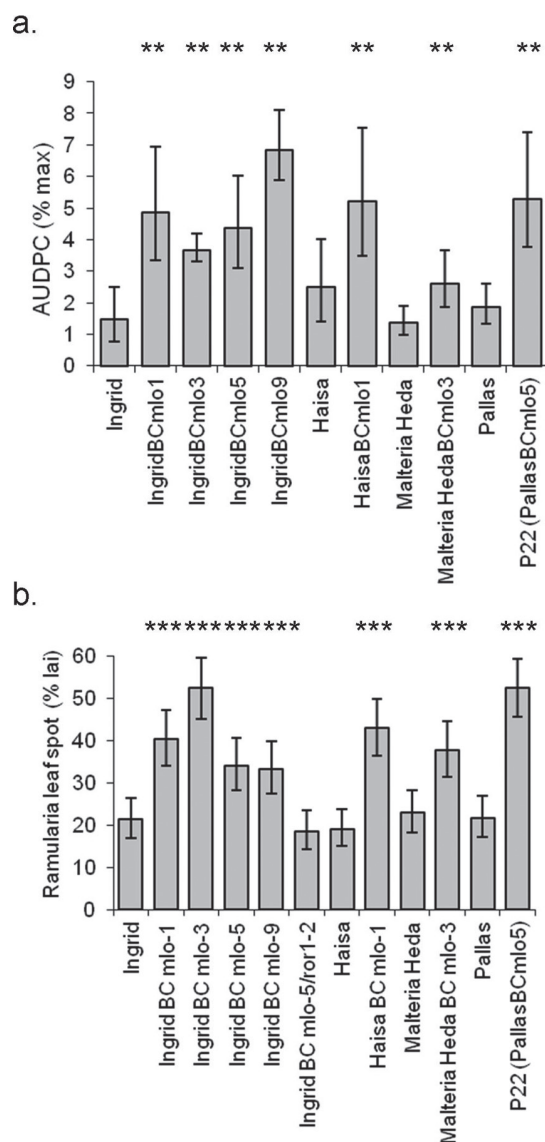 a.
** ** ** ** ** ** **
AUDPC (% max)
9
8
7
6
5
4
3
2
1
0
Ingrid
IngridBCmlo1
IngridBCmlo3
IngridBCmlo5
IngridBCmlo9
Haisa
HaisaBCmlo1
Malteria Heda
Malteria HedaBCmlo3
Pallas
P22 (PallasBCmlo5)
b.
*** *** *** *** *** *** ***
Ramularia leaf spot (% lai)
60
50
40
30
20
10
0
Ingrid
Ingrid BC mlo-1
Ingrid BC mlo-3
Ingrid BC mlo-5
Ingrid BC mlo-9
Ingrid BC mlo-5/ror1-2
Haisa
Haisa BC mlo-1
Malteria Heda
Malteria Heda BC mlo-3
Pallas
P22 (PallasBCmlo5)